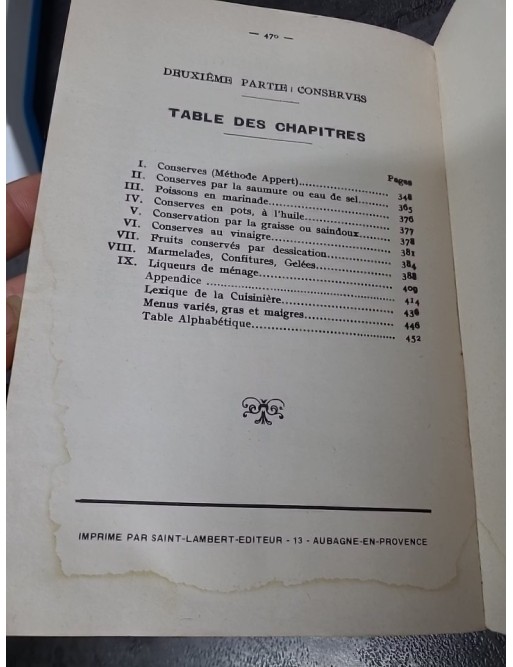 — 470 —
DEUXIÈME PARTIE : CONSERVES
TABLE DES CHAPITRES
Pages
I. Conserves (Méthode Appert)........ 348
II. Conserves par la saumure ou eau de sel........ 365
III. Poissons en marinade........ 376
IV. Conserves en pots, à l'huile........ 377
V. Conservation par la graisse ou saindoux........ 378
VI. Conserves au vinaigre........ 381
VII. Fruits conservés par dessication........ 384
VIII. Marmelades, Confitures, Gelées........ 388
IX. Liqueurs de ménage........ 409
Appendice........ 414
Lexique de la Cuisinière........ 436
Menus variés, gras et maigres........ 446
Table Alphabétique........ 452
IMPRIME PAR SAINT-LAMBERT-EDITEUR - 13 - AUBAGNE-EN-PROVENCE